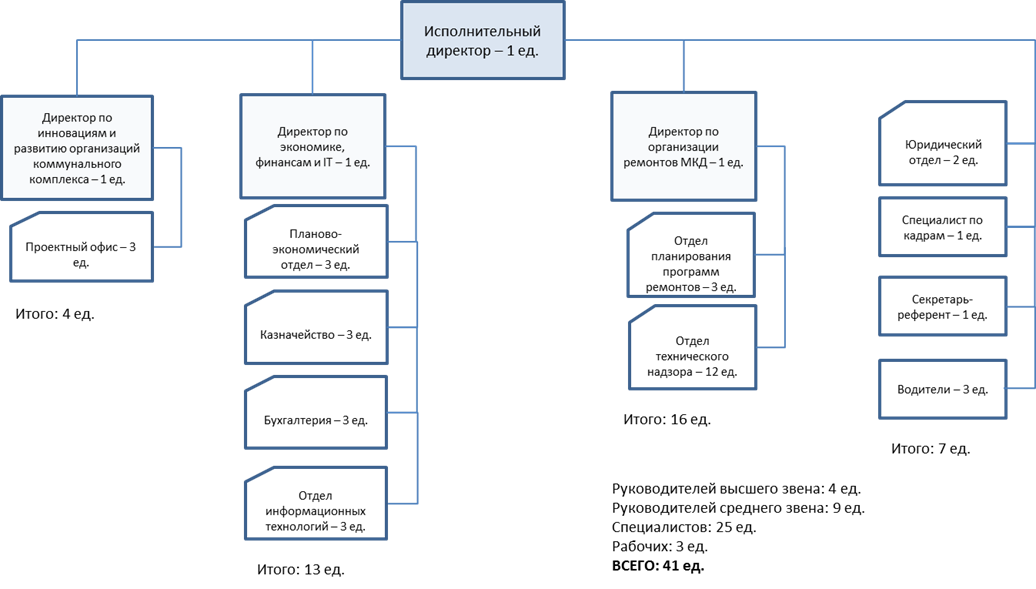 Исполнительный
директор – 1 ед.
Директор по
инновациям и
развитию организаций
коммунального
комплекса – 1 ед.
Проектный офис – 3
ед.
Итого: 4 ед.
Директор по
экономике,
финансам и IT – 1 ед.
Планово-
экономический
отдел – 3 ед.
Казначейство – 3 ед.
Бухгалтерия – 3 ед.
Отдел
информационных
технологий – 3 ед.
Итого: 13 ед.
Директор по
организации
ремонтов МКД – 1 ед.
Отдел
планирования
программ
ремонтов – 3 ед.
Отдел
технического
надзора – 12 ед.
Итого: 16 ед.
Юридический
отдел – 2 ед.
Специалист по
кадрам – 1 ед.
Секретарь-
референт – 1 ед.
Водители – 3 ед.
Итого: 7 ед.
Руководителей высшего звена: 4 ед.
Руководителей среднего звена: 9 ед.
Специалистов: 25 ед.
Рабочих: 3 ед.
ВСЕГО: 41 ед.